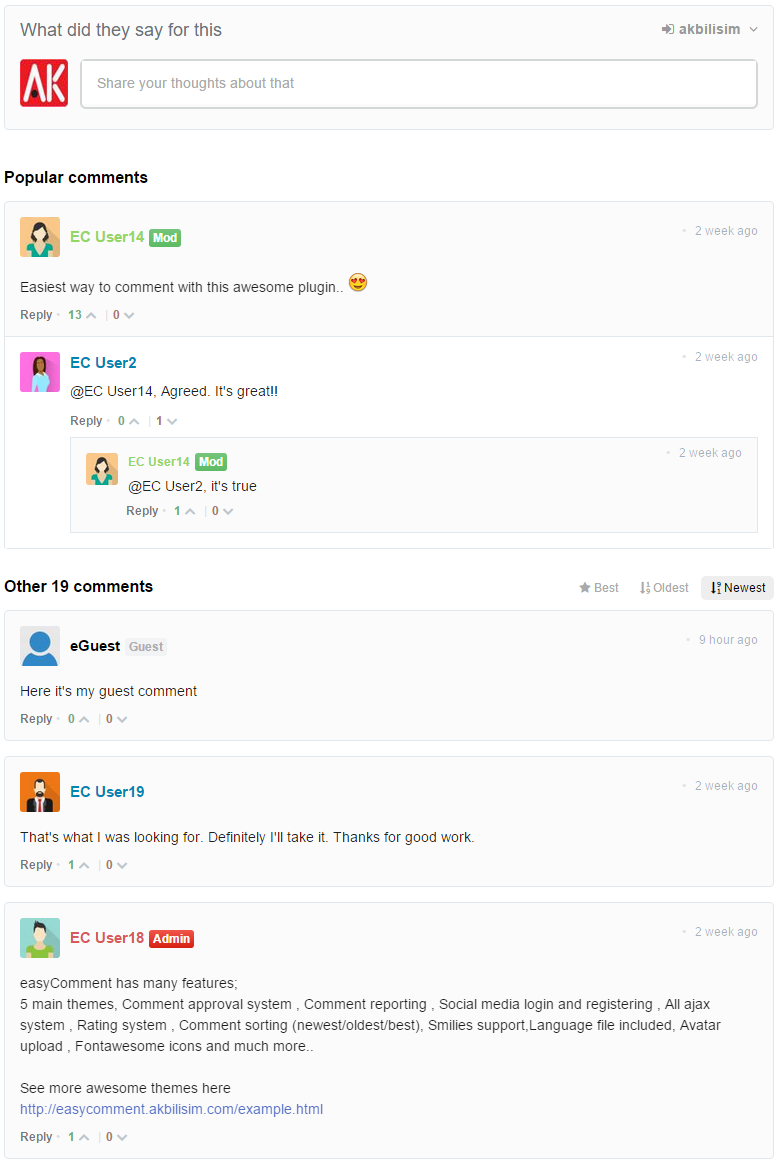 What did they say for this
akbilisim
AK
Share your thoughts about that
Popular comments
EC User14 Mod
2 week ago
Easiest way to comment with this awesome plugin..
Reply 13 | 0
EC User2
2 week ago
@EC User14, Agreed. It's great!!
Reply 0 | 1
EC User14 Mod
2 week ago
@EC User2, it's true
Reply 1 | 0
Other 19 comments
Best Oldest Newest
eGuest Guest
9 hour ago
Here it's my guest comment
Reply 0 | 0
EC User19
2 week ago
That's what I was looking for. Definitely I'll take it. Thanks for good work.
Reply 1 | 0
EC User18 Admin
2 week ago
easyComment has many features;
5 main themes, Comment approval system , Comment reporting , Social media login and registering , All ajax
system , Rating system , Comment sorting (newest/oldest/best), Smilies support,Language file included, Avatar
upload , Fontawesome icons and much more..
See more awesome themes here
http://easycomment.akbilisim.com/example.html
Reply 1 | 0